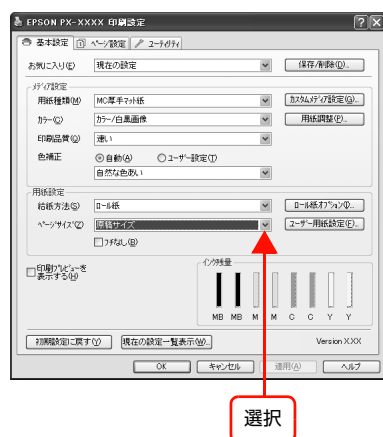 EPSON PX-XXXX 印刷設定
基本設定 ページ設定 ユーティリティ
お気に入り(E) 現在の設定 保存/削除(D)...
メディア設定
用紙種類(M) MC厚手マット紙 カスタムメディア設定(G)...
カラー(C) カラー/白黒画像 用紙調整(P)...
印刷品質(Q) 速い
色補正 自動(A) ユーザー設定(T)
自然な色あい
用紙設定
給紙方法(S) ロール紙 ロール紙オプション(I)...
ページサイズ(Z) 原稿サイズ ユーザー用紙設定(F)...
フチなし(B)
印刷プレビューを
表示する(H)
インク残量
MB MB M M C C Y Y
初期設定に戻す(Y) 現在の設定一覧表示(W)... Version X.XX
OK キャンセル 適用(A) ヘルプ
選択